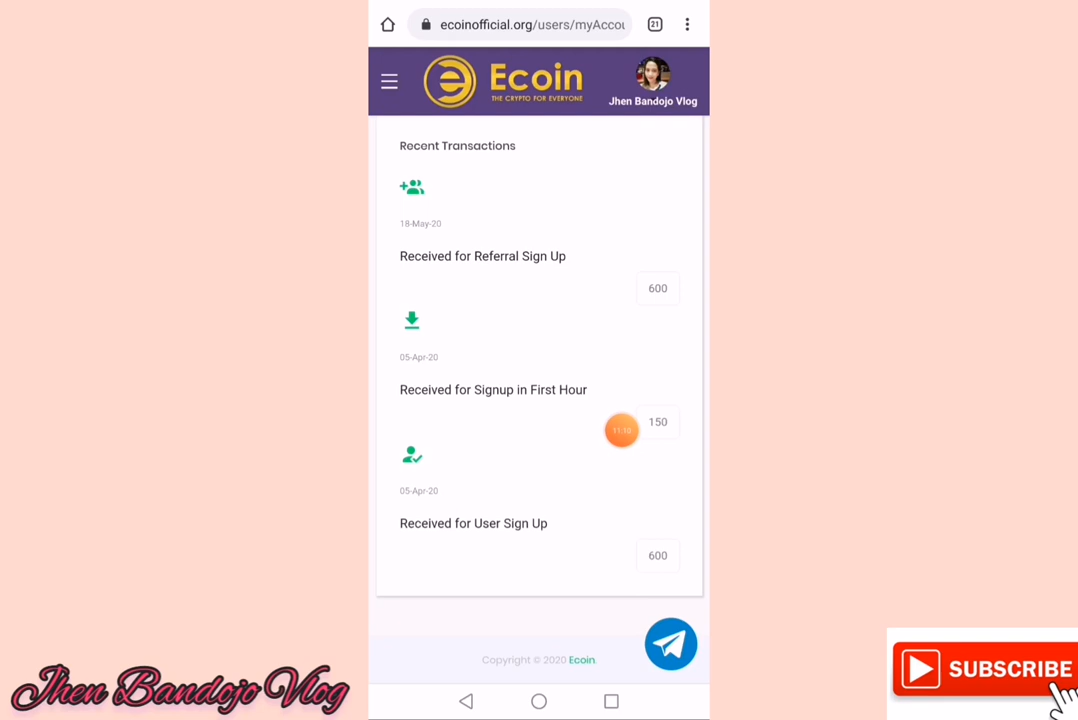 ecoinofficial.org/users/myAccou
21
Ecoin
THE CRYPTO FOR EVERYONE
Jhen Bandojo Vlog
Recent Transactions
18-May-20
Received for Referral Sign Up
600
05-Apr-20
Received for Signup in First Hour
150
11:10
05-Apr-20
Received for User Sign Up
600
Copyright © 2020 Ecoin.
Jhen Bandojo Vlog
SUBSCRIBE